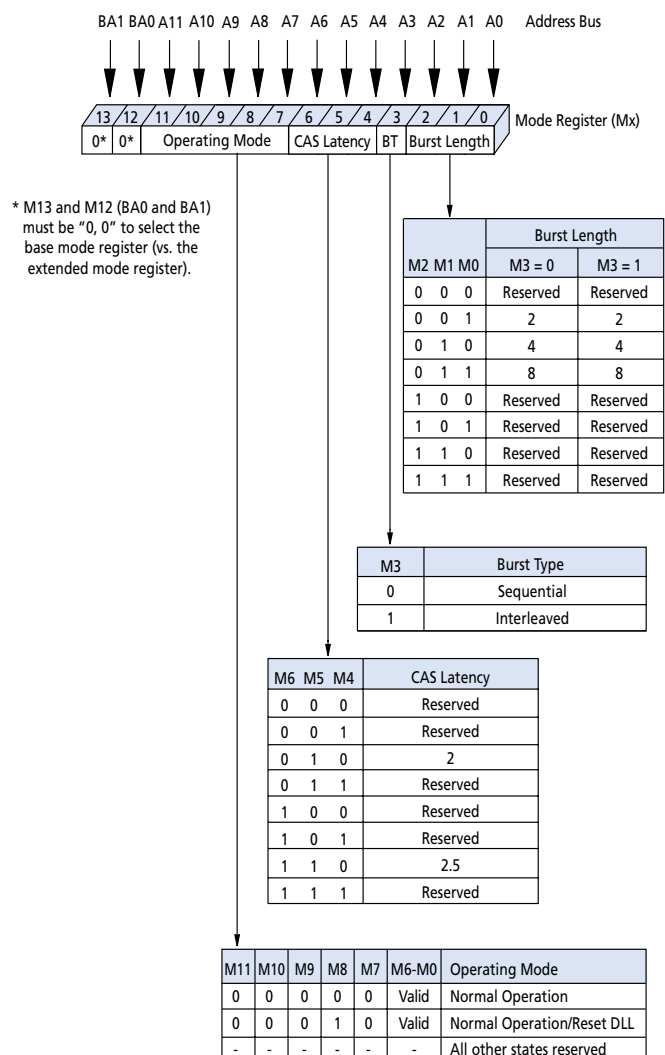 BA1 BA0 A11 A10 A9 A8 A7 A6 A5 A4 A3 A2 A1 A0 Address Bus
13 12 11 10 9 8 7 6 5 4 3 2 1 0 Mode Register (Mx)
0* 0* Operating Mode CAS Latency BT Burst Length
* M13 and M12 (BA0 and BA1)
must be “0, 0” to select the
base mode register (vs. the
extended mode register).
Burst Length
M2 M1 M0 M3 = 0 M3 = 1
0 0 0 Reserved Reserved
0 0 1 2 2
0 1 0 4 4
0 1 1 8 8
1 0 0 Reserved Reserved
1 0 1 Reserved Reserved
1 1 0 Reserved Reserved
1 1 1 Reserved Reserved
M3 Burst Type
0 Sequential
1 Interleaved
M6 M5 M4 CAS Latency
0 0 0 Reserved
0 0 1 Reserved
0 1 0 2
0 1 1 Reserved
1 0 0 Reserved
1 0 1 Reserved
1 1 0 2.5
1 1 1 Reserved
M11 M10 M9 M8 M7 M6-M0 Operating Mode
0 0 0 0 0 Valid Normal Operation
0 0 0 1 0 Valid Normal Operation/Reset DLL
- - - - - - All other states reserved